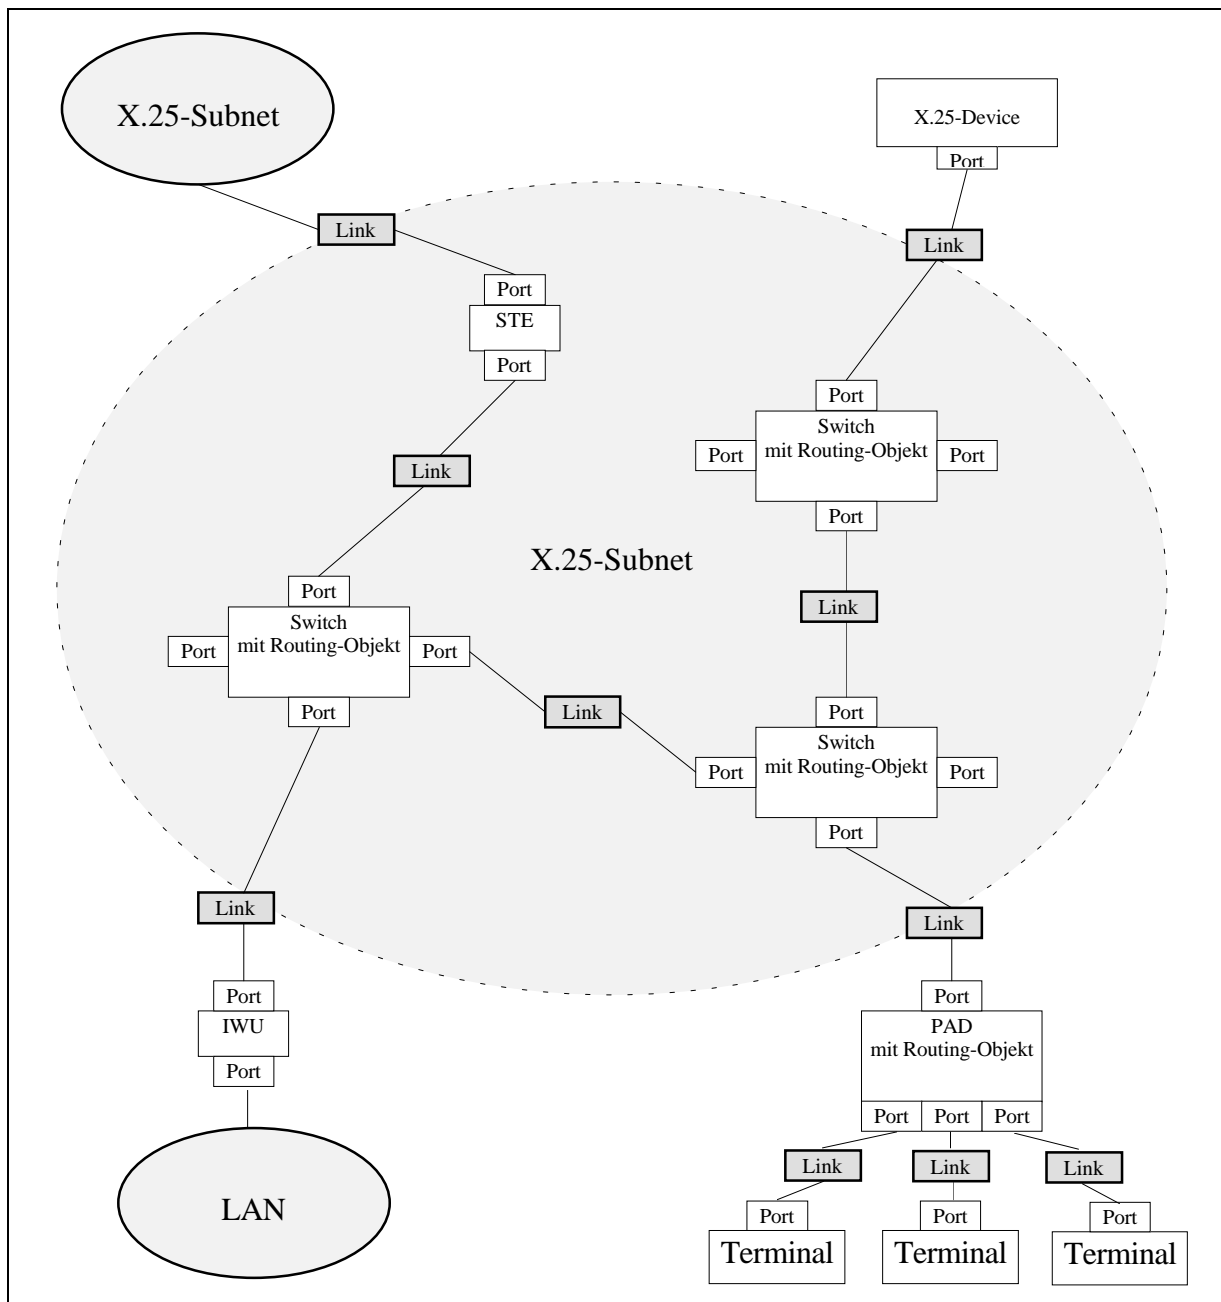 X.25-Subnet
X.25-Device
Port
Link
Link
Port
STE
Port
Port
Switch
mit Routing-Objekt
Port
Port
Port
Link
X.25-Subnet
Port
Switch
mit Routing-Objekt
Port
Port
Port
Link
Link
Port
Switch
mit Routing-Objekt
Port
Port
Port
Link
Link
Port
IWU
Port
Port
PAD
mit Routing-Objekt
Port
Port
Port
Link
Link
Link
LAN
Port
Port
Port
Terminal
Terminal
Terminal